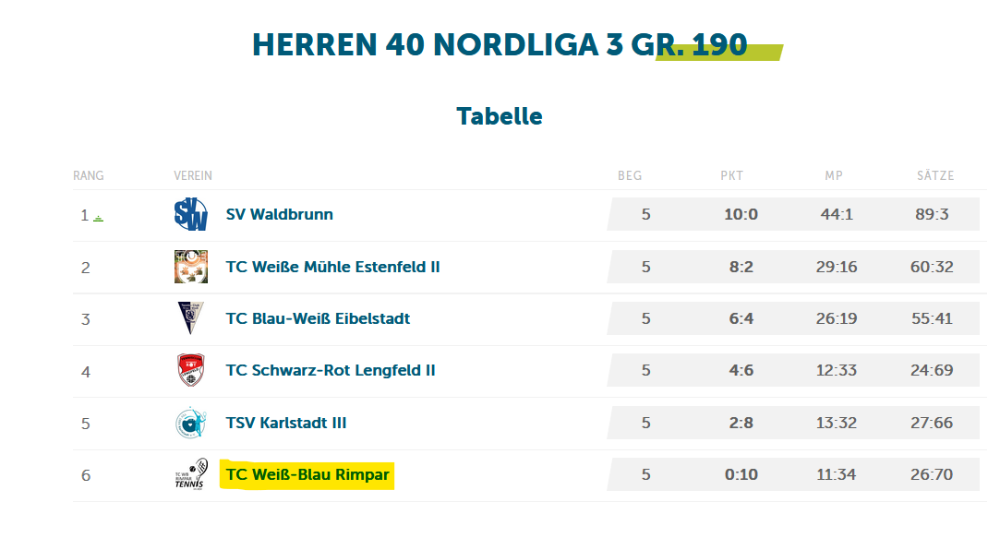 HERREN 40 NORDLIGA 3 GR. 190
Tabelle
RANG VEREIN BEG PKT MP SÄTZE
1 SV Waldbrunn 5 10:0 44:1 89:3
2 TC Weiße Mühle Estenfeld II 5 8:2 29:16 60:32
3 TC Blau-Weiß Eibelstadt 5 6:4 26:19 55:41
4 TC Schwarz-Rot Lengfeld II 5 4:6 12:33 24:69
5 TSV Karlstadt III 5 2:8 13:32 27:66
6 TENNIS TC Weiß-Blau Rimpar 5 0:10 11:34 26:70